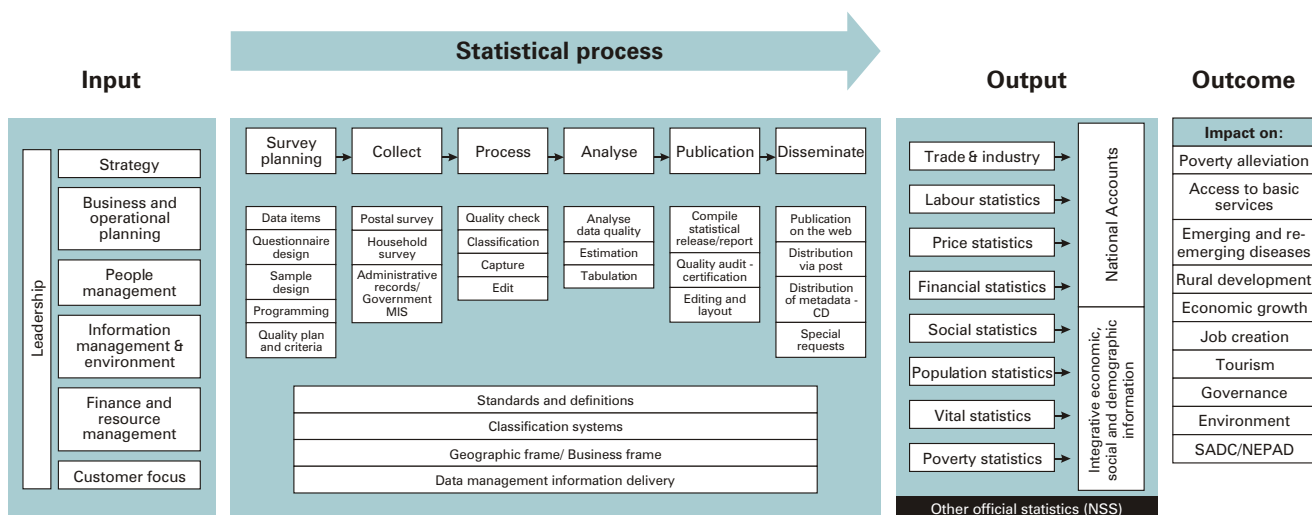 Statistical process
Input
Output
Outcome
Leadership
Strategy
Business and
operational
planning
People
management
Information
management &
environment
Finance and
resource
management
Customer focus
Survey
planning
Collect
Process
Analyse
Publication
Disseminate
Data items
Questionnaire
design
Sample
design
Programming
Quality plan
and criteria
Postal survey
Household
survey
Administrative
records/
Government
MIS
Quality check
Classification
Capture
Edit
Analyse
data quality
Estimation
Tabulation
Compile
statistical
release/report
Quality audit -
certification
Editing and
layout
Publication
on the web
Distribution
via post
Distribution
of metadata -
CD
Special
requests
Standards and definitions
Classification systems
Geographic frame/ Business frame
Data management information delivery
Trade & industry
Labour statistics
Price statistics
Financial statistics
Social statistics
Population statistics
Vital statistics
Poverty statistics
National Accounts
Integrative economic,
social and demographic
information
Other official statistics (NSS)
Impact on:
Poverty alleviation
Access to basic
services
Emerging and re-
emerging diseases
Rural development
Economic growth
Job creation
Tourism
Governance
Environment
SADC/NEPAD